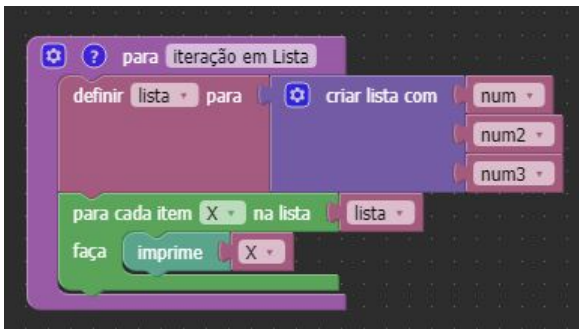 ? para iteração em Lista
definir lista para criar lista com num
num2
num3
para cada item X na lista lista
faça imprime X